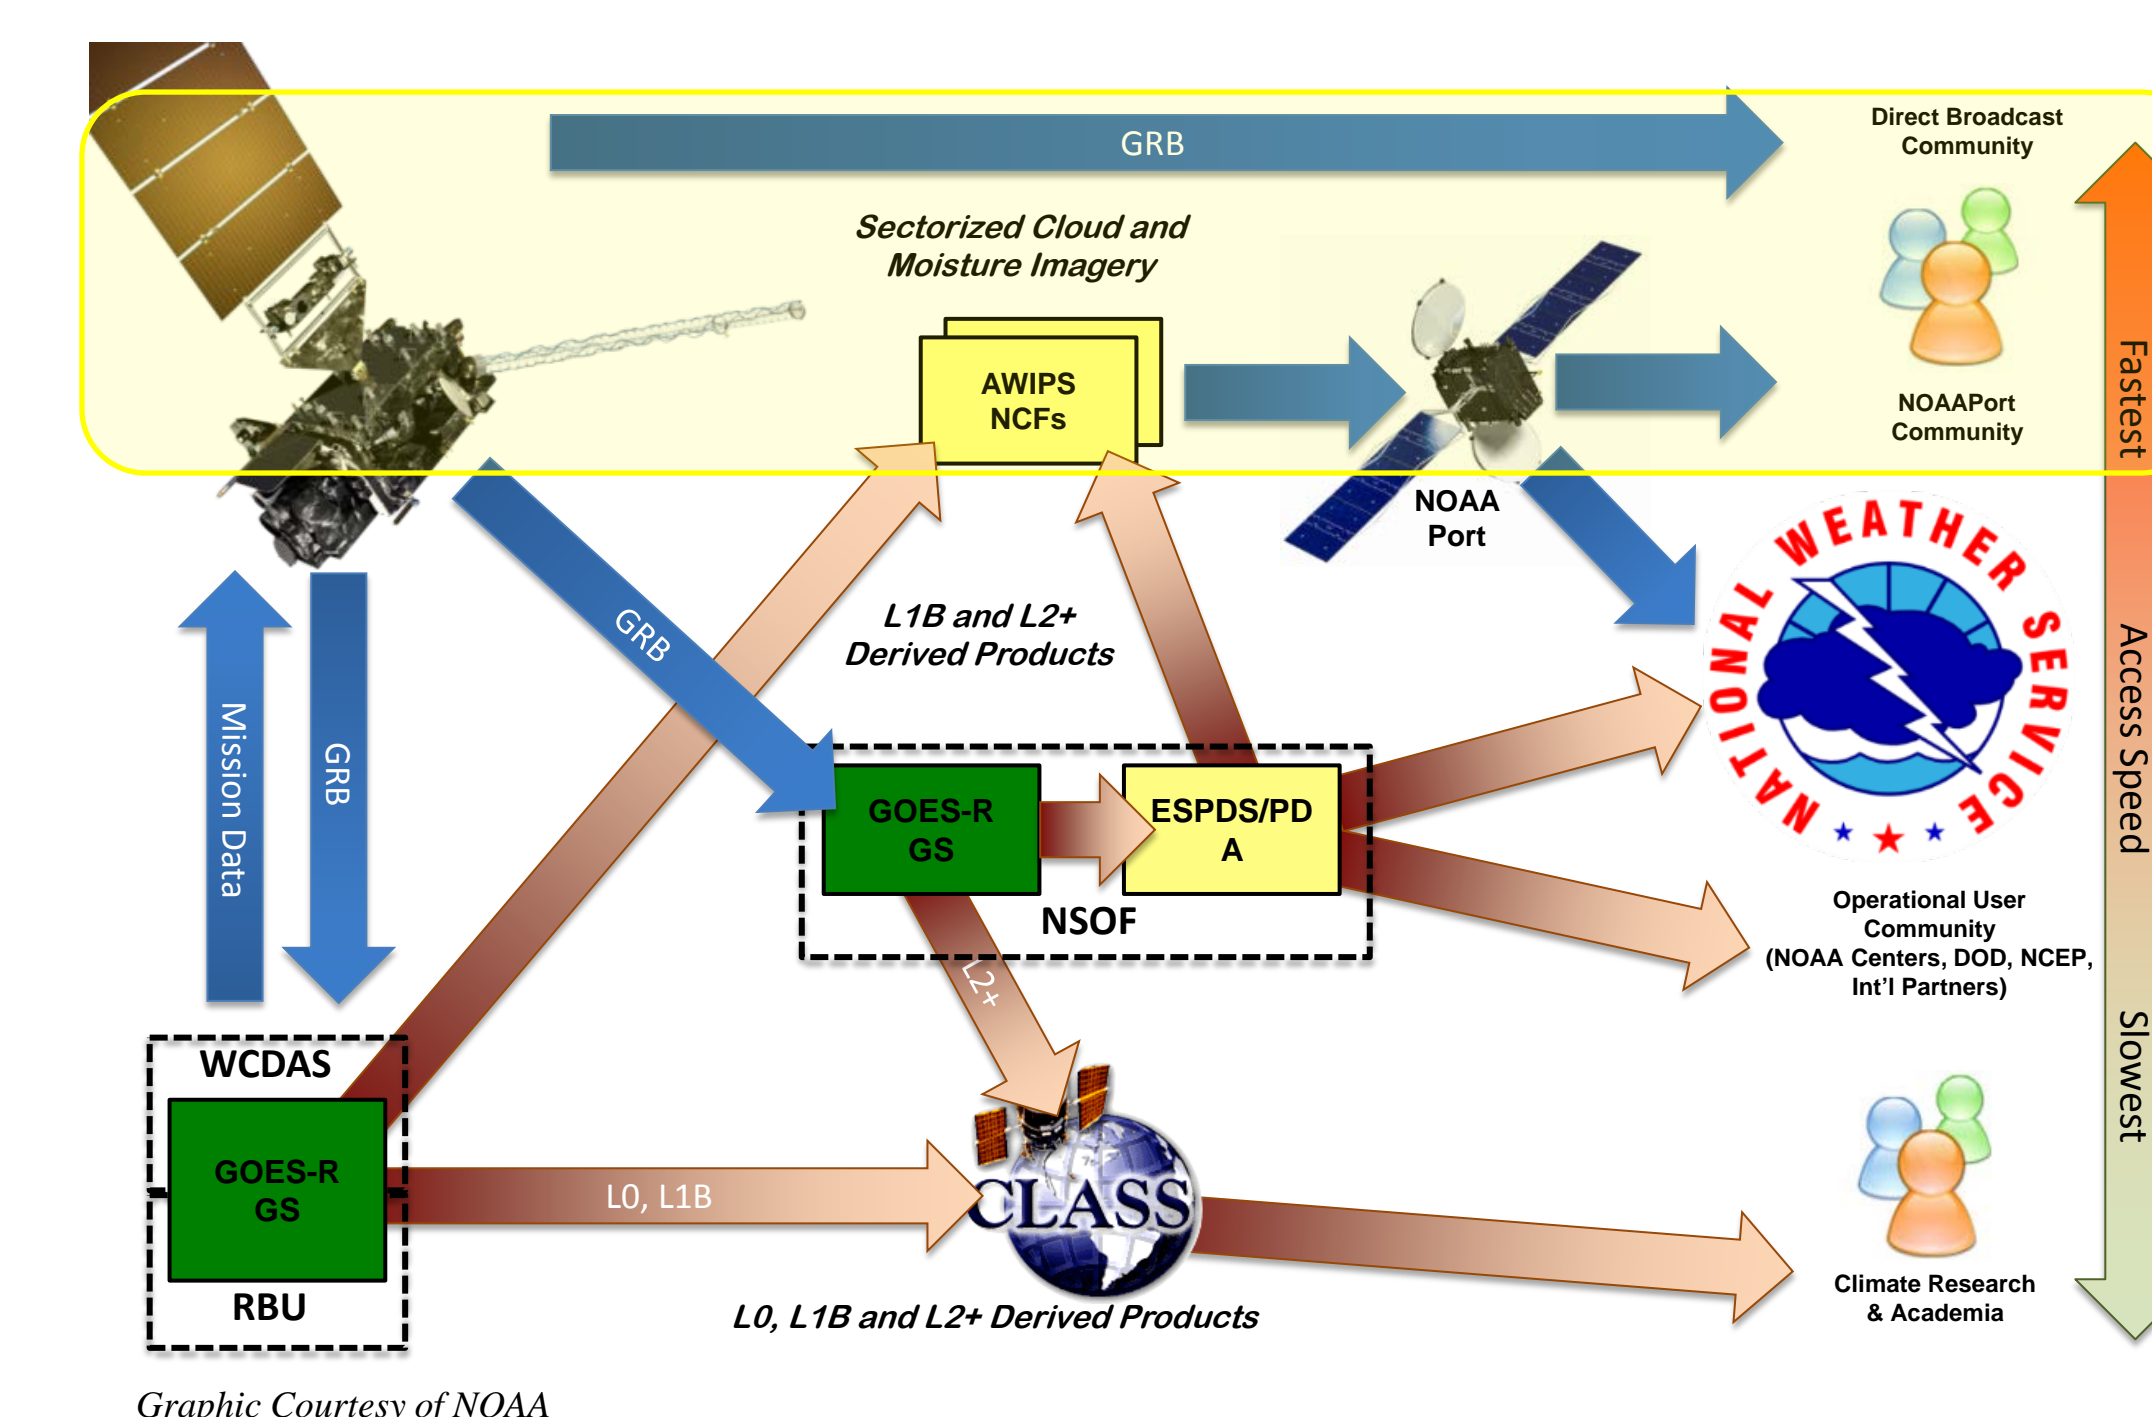 GRB
Direct Broadcast
Community
Sectorized Cloud and
Moisture Imagery
AWIPS
NCFs
NOAAPort
Community
Fastest
NOAA
Port
NATIONAL WEATHER SERVICE
L1B and L2+
Derived Products
GRB
Mission Data
GRB
Access Speed
GOES-R
GS
ESPDS/PD
A
NSOF
Operational User
Community
(NOAA Centers, DOD, NCEP,
Int'l Partners)
L2+
Slowest
WCDAS
GOES-R
GS
RBU
L0, L1B
CLASS
Climate Research
& Academia
L0, L1B and L2+ Derived Products
Graphic Courtesy of NOAA